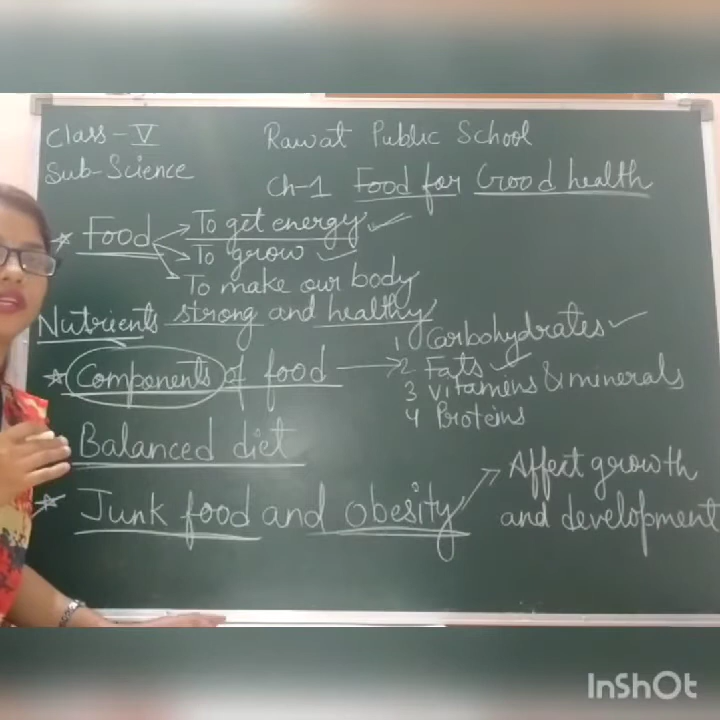 Class - V
Rawat Public School
Sub- Science
Ch-1 Food for Good health
Food
To get energy
To grow
To make our body
strong and healthy
Nutrients
Components of food
1 Carbohydrates
2 Fats
3 Vitamins & minerals
4 Proteins
Balanced diet
Junk food and obesity
Affect growth
and development
InShOt